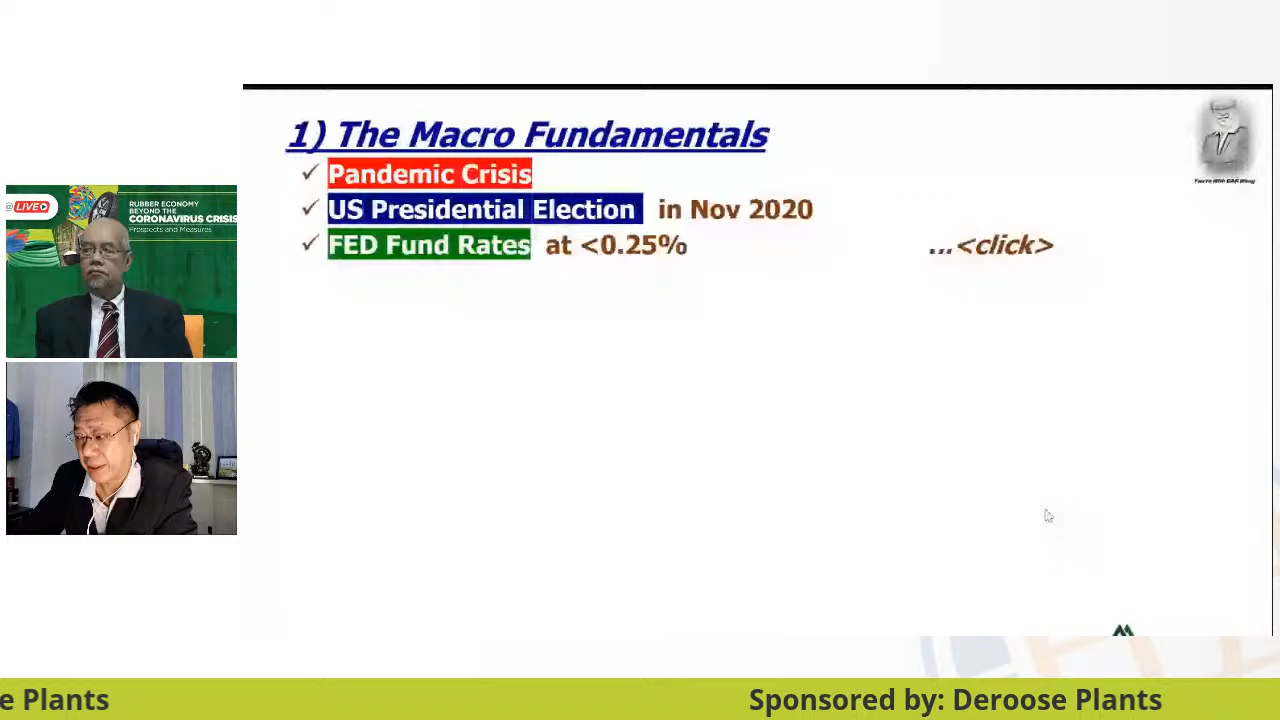 1) The Macro Fundamentals
✓ Pandemic Crisis
✓ US Presidential Election in Nov 2020
✓ FED Fund Rates at <0.25% ...<click>
@ LIVE
RUBBER ECONOMY
BEYOND THE
CORONAVIRUS CRISIS
Prospects and Measures
e Plants
Sponsored by: Deroose Plants